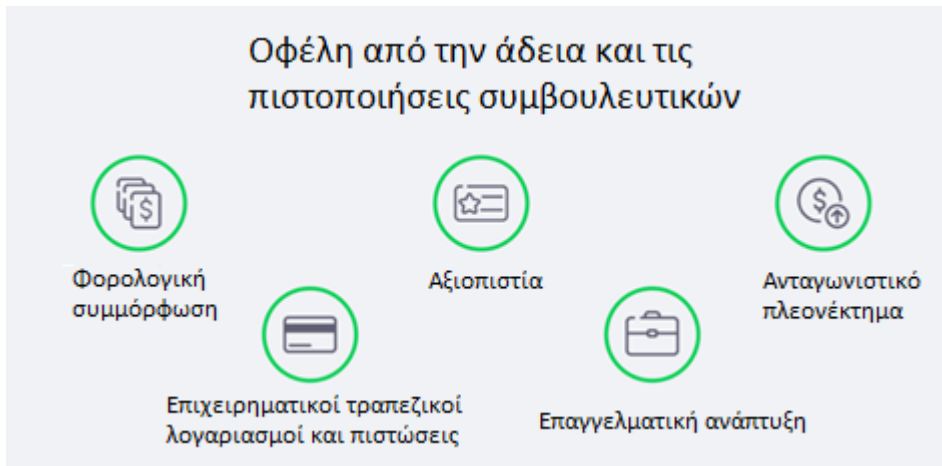 Οφέλη από την άδεια και τις
πιστοποιήσεις συμβουλευτικών
Φορολογική
συμμόρφωση
Αξιοπιστία
Ανταγωνιστικό
πλεονέκτημα
Επιχειρηματικοί τραπεζικοί
λογαριασμοί και πιστώσεις
Επαγγελματική ανάπτυξη